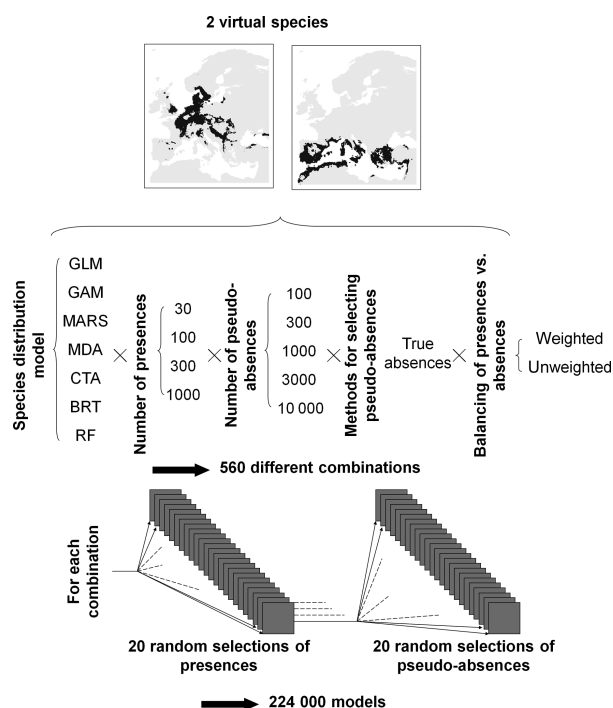 2 virtual species
Species distribution
model
GLM
GAM
MARS
MDA
CTA
BRT
RF
×
Number of presences
30
100
300
1000
×
Number of pseudo-
absences
100
300
1000
3000
10 000
×
Methods for selecting
pseudo-absences
True
absences
×
Balancing of presences vs.
absences
Weighted
Unweighted
560 different combinations
For each
combination
20 random selections of
presences
20 random selections of
pseudo-absences
224 000 models